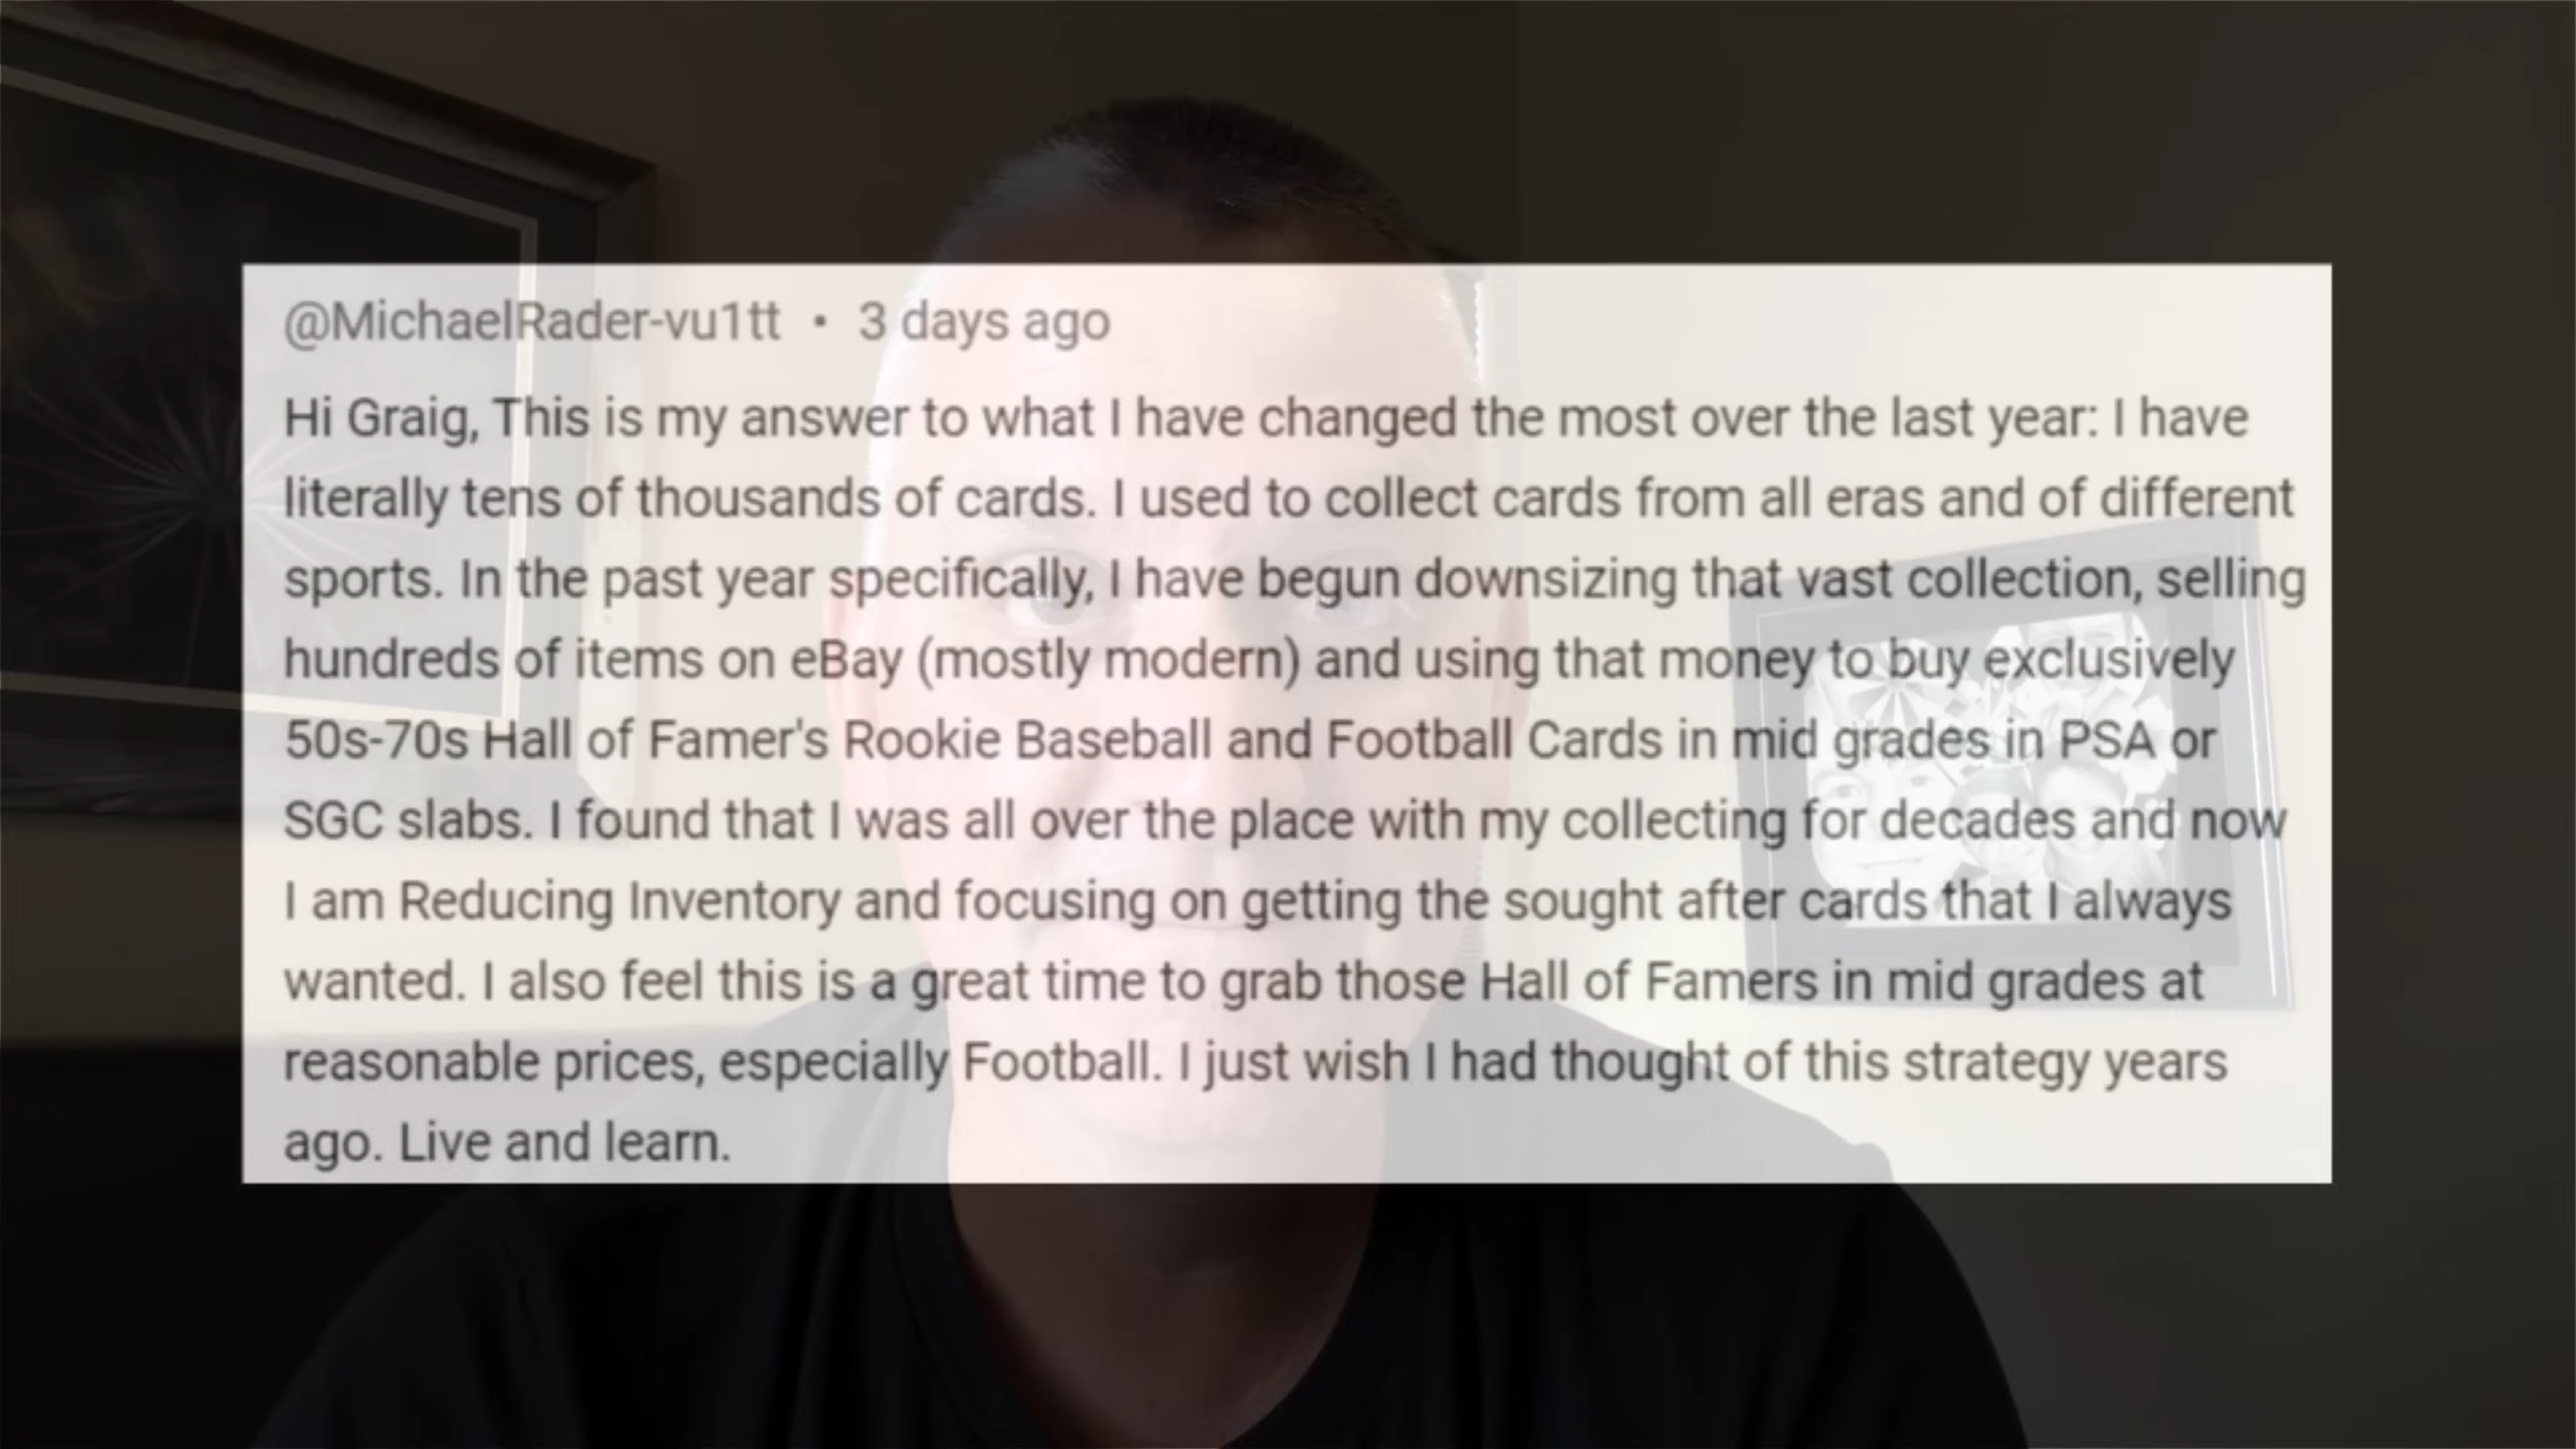 @MichaelRader-vu1tt • 3 days ago
Hi Graig, This is my answer to what I have changed the most over the last year: I have
literally tens of thousands of cards. I used to collect cards from all eras and of different
sports. In the past year specifically, I have begun downsizing that vast collection, selling
hundreds of items on eBay (mostly modern) and using that money to buy exclusively
50s-70s Hall of Famer's Rookie Baseball and Football Cards in mid grades in PSA or
SGC slabs. I found that I was all over the place with my collecting for decades and now
I am Reducing Inventory and focusing on getting the sought after cards that I always
wanted. I also feel this is a great time to grab those Hall of Famers in mid grades at
reasonable prices, especially Football. I just wish I had thought of this strategy years
ago. Live and learn.